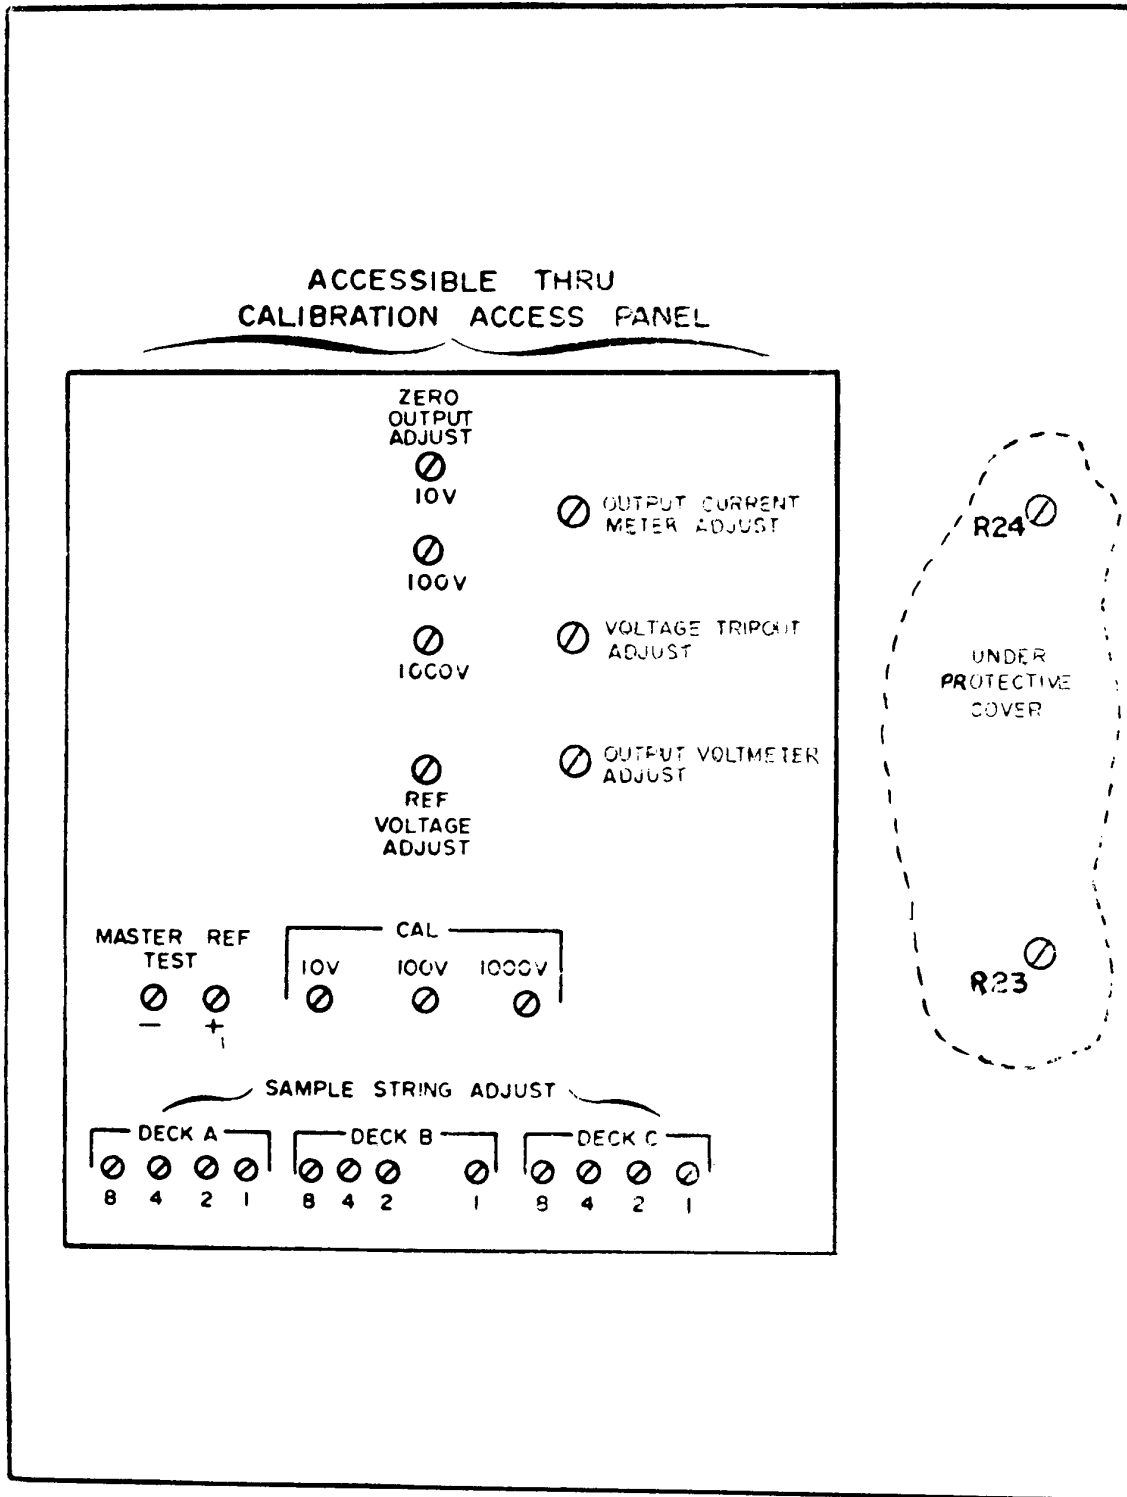 ACCESSIBLE THRU
CALIBRATION ACCESS PANEL
ZERO
OUTPUT
ADJUST
10V
100V
1000V
REF
VOLTAGE
ADJUST
OUTPUT CURRENT
METER ADJUST
VOLTAGE TRIPOUT
ADJUST
OUTPUT VOLTMETER
ADJUST
R24
UNDER
PROTECTIVE
COVER
R23
MASTER REF
TEST
- +
CAL
10V 100V 1000V
SAMPLE STRING ADJUST
DECK A DECK B DECK C
8 4 2 1 8 4 2 1 8 4 2 1